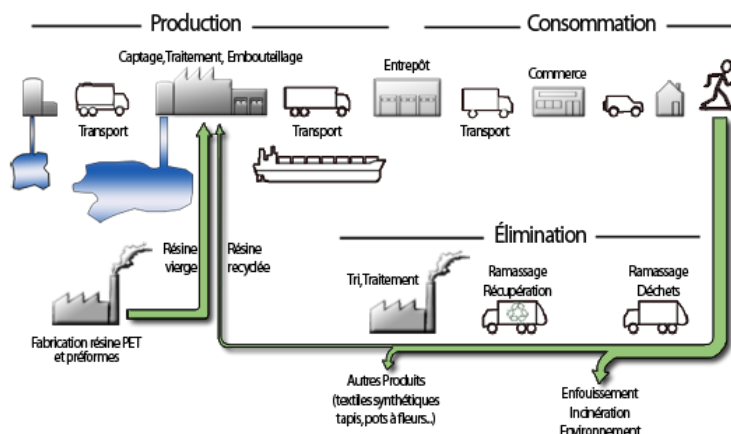 Production
Consommation
Captage,Traitement, Embouteillage
Entrepôt
Commerce
Transport
Transport
Transport
Résine
vierge
Résine
recyclée
Élimination
Tri,Traitement
Ramassage
Récupération
Ramassage
Déchets
Fabrication résine PET
et préformes
Autres Produits
(textiles synthétiques
tapis, pots à fleurs...)
Enfouissement
Incinération
Environnement